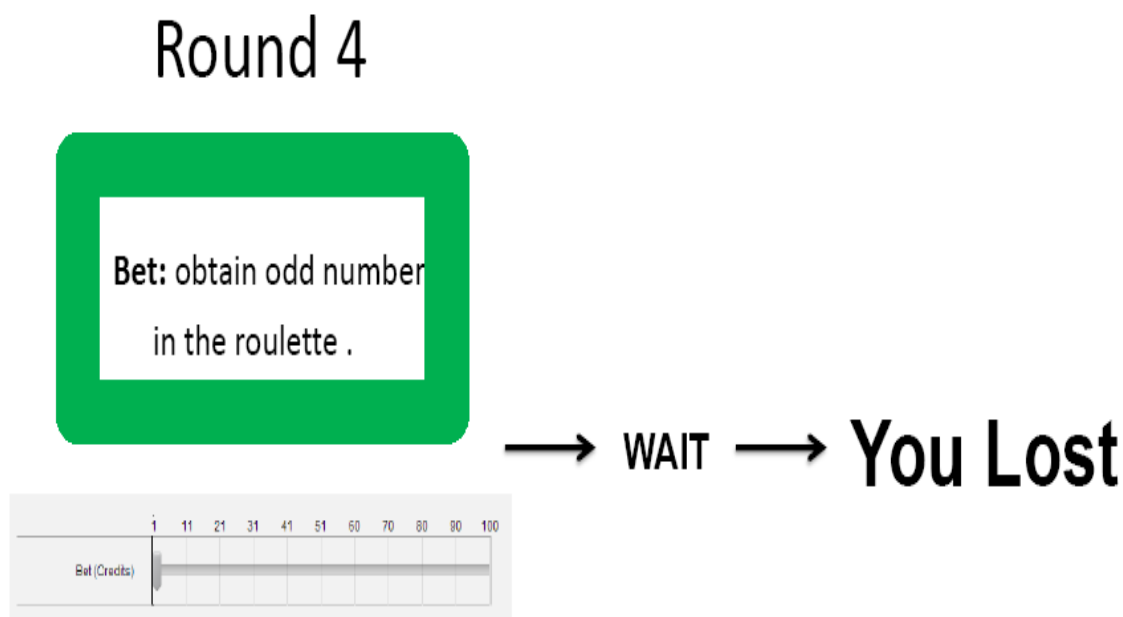 Round 4
Bet: obtain odd number
in the roulette .
WAIT
You Lost
1 11 21 31 41 51 60 70 80 90 100
Bet (Credits)